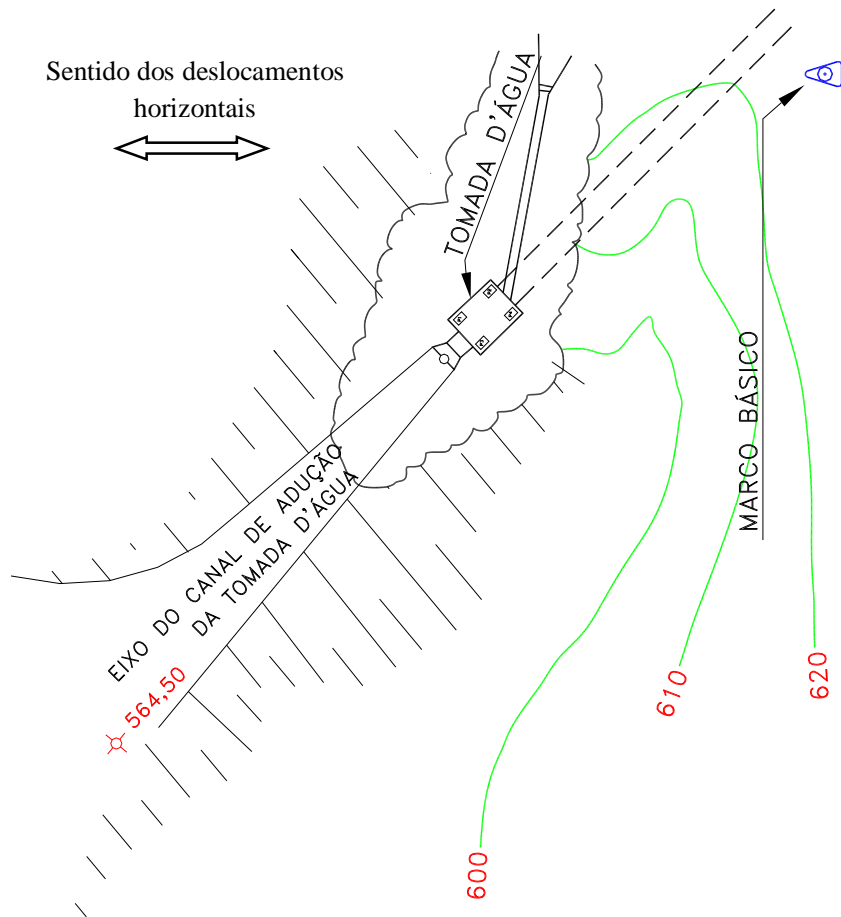 Sentido dos deslocamentos
horizontais
TOMADA D'ÁGUA
MARCO BÁSICO
EIXO DO CANAL DE ADUÇÃO
DA TOMADA D'ÁGUA
564,50
600
610
620